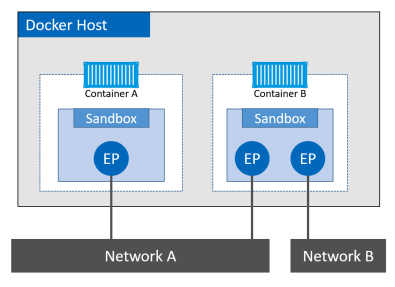 Docker Host
Container A
Container B
Sandbox
Sandbox
EP
EP
EP
Network A
Network B